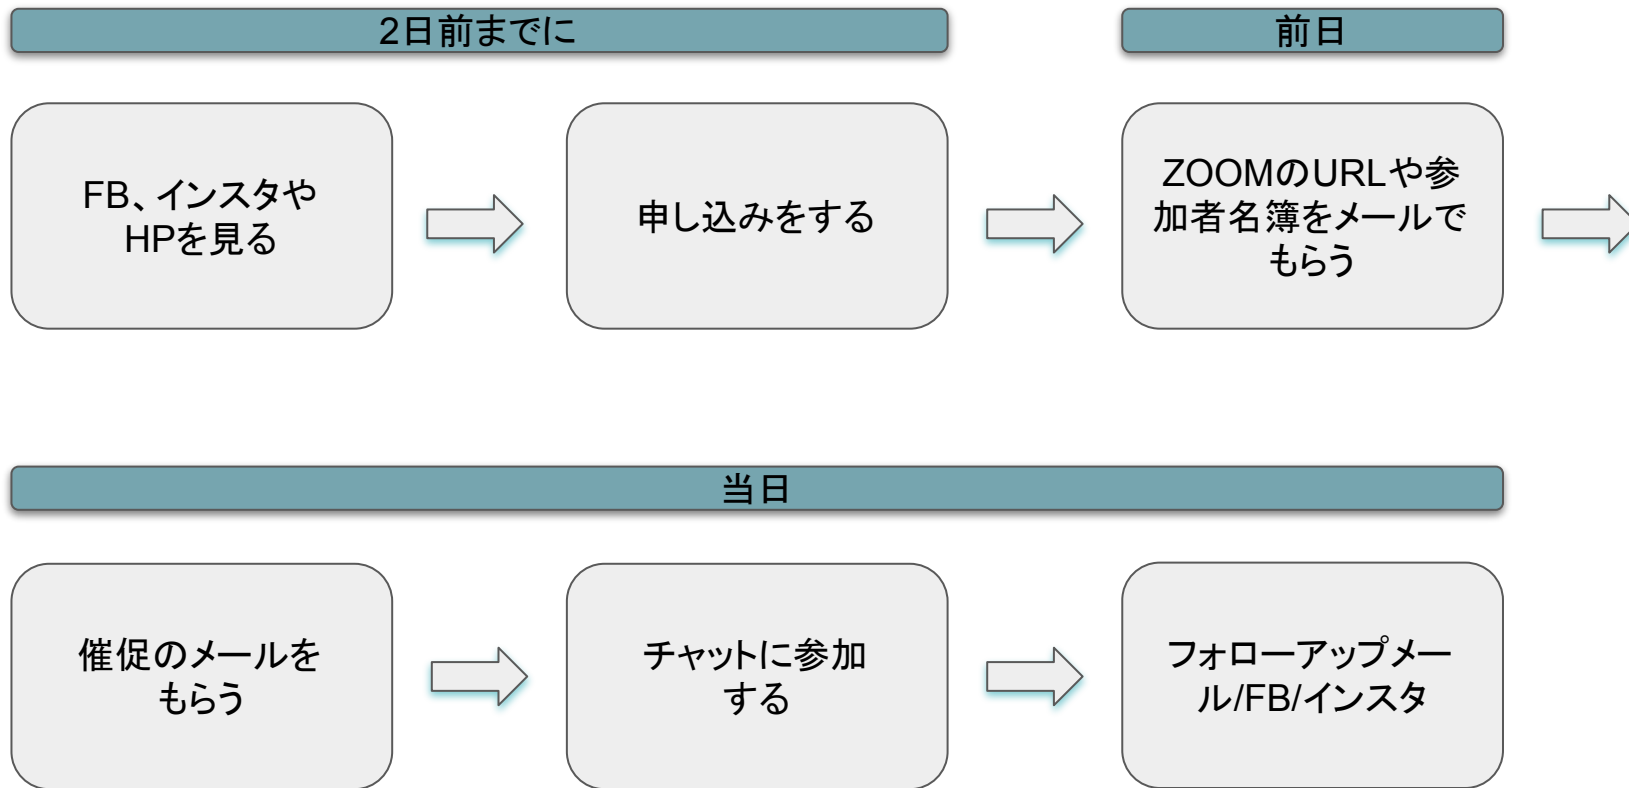 2日前までに
前日
FB、インスタや
HPを見る
申し込みをする
ZOOMのURLや参
加者名簿をメールで
もらう
当日
催促のメールを
もらう
チャットに参加
する
フォローアップメー
ル/FB/インスタ